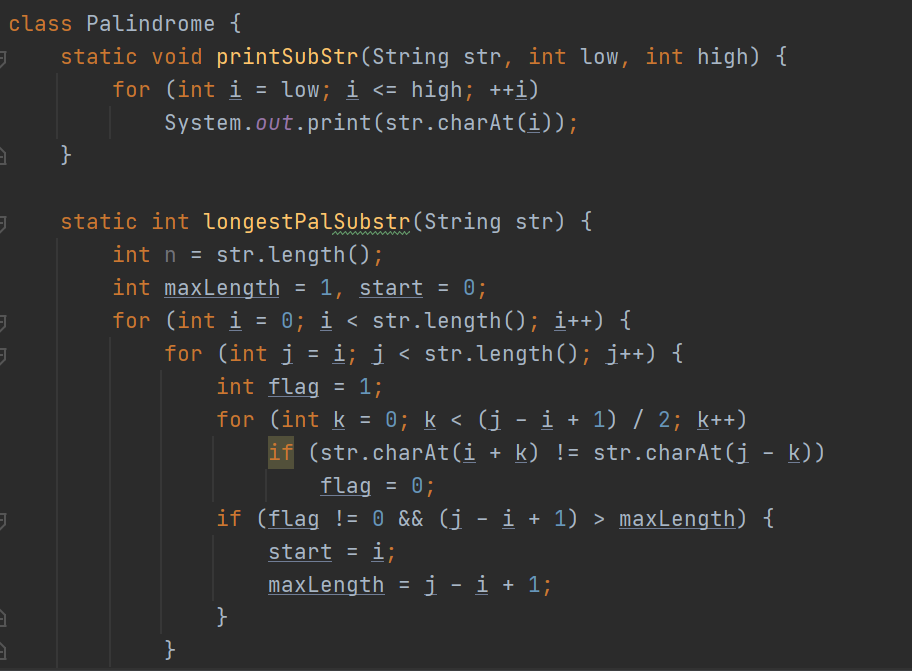 class Palindrome {
    static void printSubStr(String str, int low, int high) {
        for (int i = low; i <= high; ++i)
            System.out.print(str.charAt(i));
    }

    static int longestPalSubstr(String str) {
        int n = str.length();
        int maxLength = 1, start = 0;
        for (int i = 0; i < str.length(); i++) {
            for (int j = i; j < str.length(); j++) {
                int flag = 1;
                for (int k = 0; k < (j - i + 1) / 2; k++)
                    if (str.charAt(i + k) != str.charAt(j - k))
                        flag = 0;
                if (flag != 0 && (j - i + 1) > maxLength) {
                    start = i;
                    maxLength = j - i + 1;
                }
            }